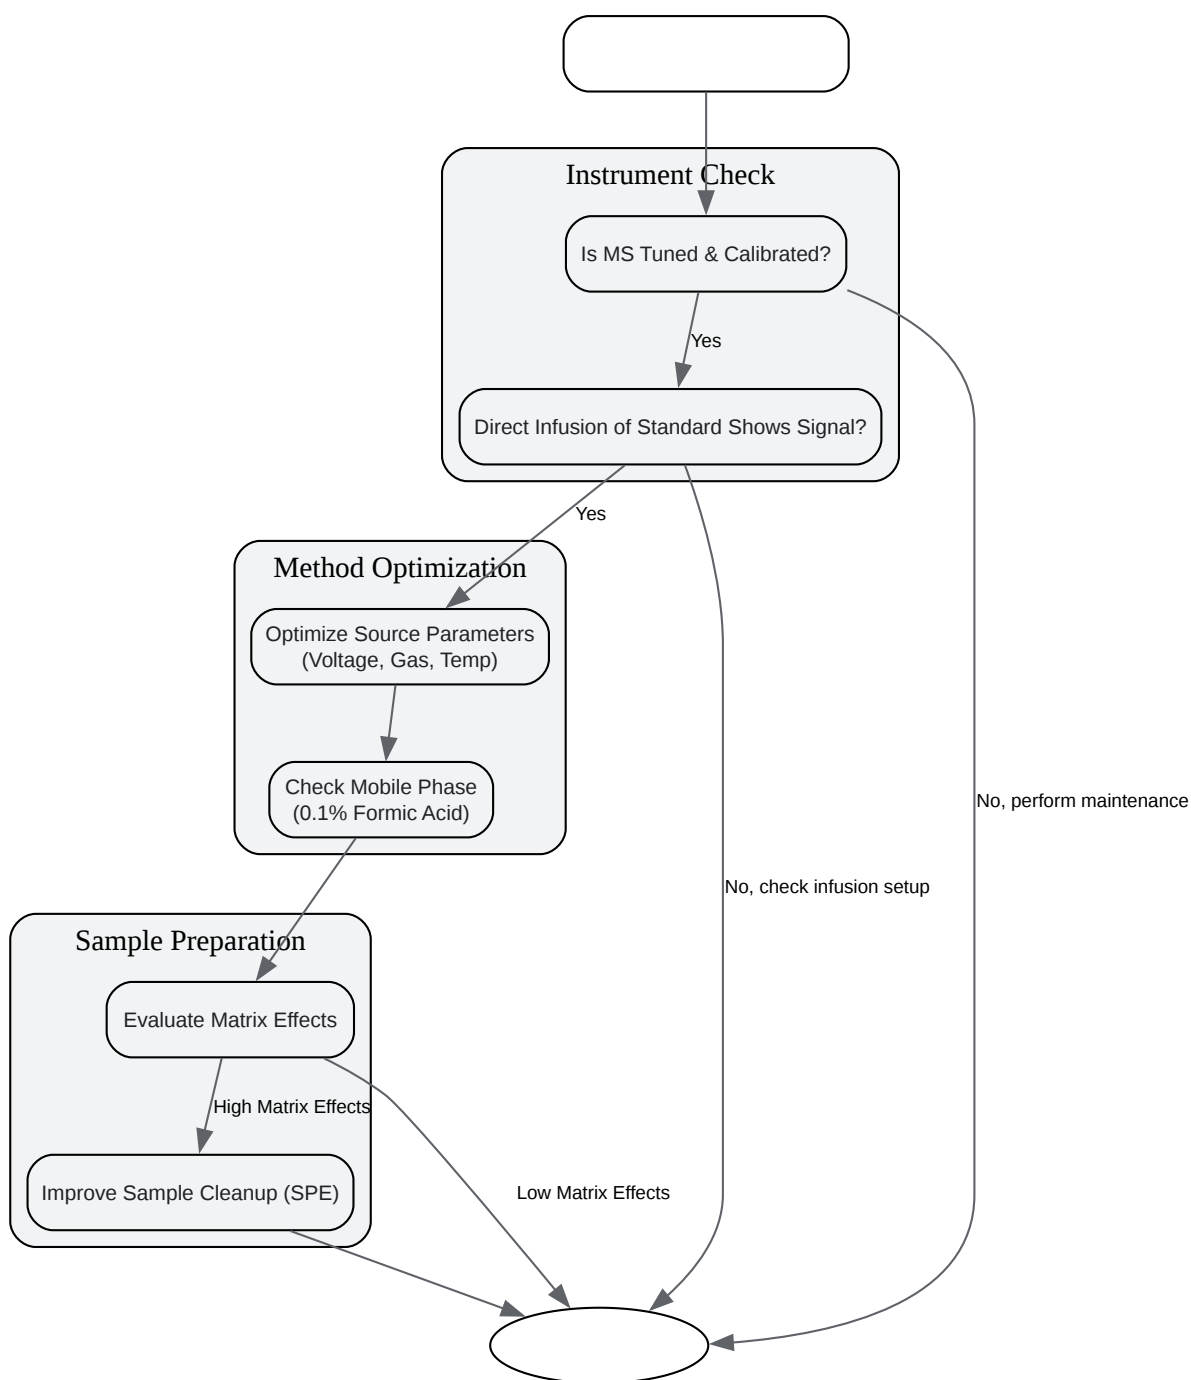 Instrument Check
Is MS Tuned & Calibrated?
Yes
Direct Infusion of Standard Shows Signal?
Yes
Method Optimization
Optimize Source Parameters
(Voltage, Gas, Temp)
Check Mobile Phase
(0.1% Formic Acid)
No, perform maintenance
No, check infusion setup
Sample Preparation
Evaluate Matrix Effects
High Matrix Effects
Low Matrix Effects
Improve Sample Cleanup (SPE)